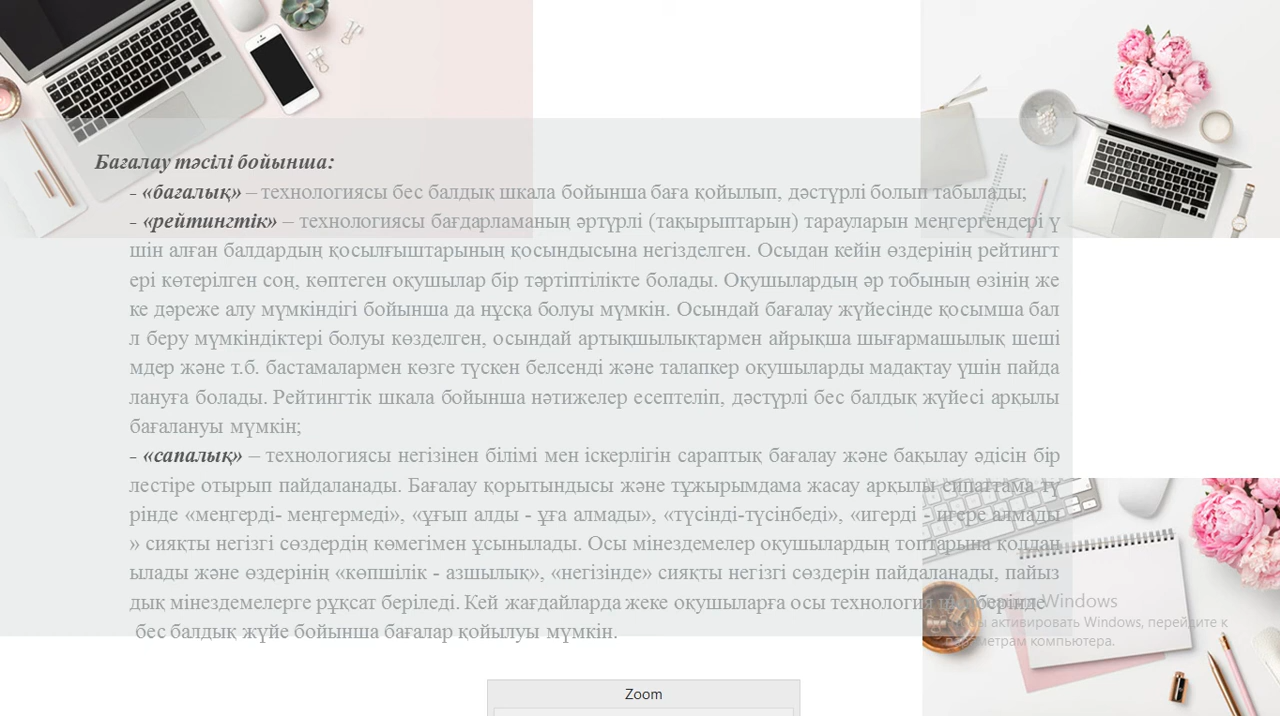 Бағалау тәсілі бойынша:
- «бағалық» – технологиясы бес балдық шкала бойынша баға қойылып, дәстүрлі болып табылады;
- «рейтингтік» – технологиясы бағдарламаның әртүрлі (тақырыптарын) тарауларын меңгергендері ү
шін алған балдардың қосылғыштарының қосындысына негізделген. Осыдан кейін өздерінің рейтингт
ері көтерілген соң, көптеген оқушылар бір тәртіптілікте болады. Оқушылардың әр тобының өзінің же
ке дәреже алу мүмкіндігі бойынша да нұсқа болуы мүмкін. Осындай бағалау жүйесінде қосымша бал
л беру мүмкіндіктері болуы көзделген, осындай артықшылықтармен айрықша шығармашылық шеші
мдер және т.б. бастамалармен көзге түскен белсенді және талапкер оқушыларды мадақтау үшін пайда
лануға болады. Рейтингтік шкала бойынша нәтижелер есептеліп, дәстүрлі бес балдық жүйесі арқылы
бағалануы мүмкін;
- «сапалық» – технологиясы негізінен білімі мен іскерлігін сараптық бағалау және бақылау әдісін бір
лестіре отырып пайдаланады. Бағалау қорытындысы және тұжырымдама жасау арқылы сипаттама тү
рінде «меңгерді- меңгермеді», «ұғып алды - ұға алмады», «түсінді-түсінбеді», «игерді - игере алмады
» сияқты негізгі сөздердің көмегімен ұсынылады. Осы мінездемелер оқушылардың топтарына қолдан
ылады және өздерінің «көпшілік - азшылық», «негізінде» сияқты негізгі сөздерін пайдаланады, пайыз
дық мінездемелерге рұқсат беріледі. Кей жағдайларда жеке оқушыларға осы технология шеңберінде
бес балдық жүйе бойынша бағалар қойылуы мүмкін.
Windows
активировать Windows, перейдите к
параметрам компьютера.
Zoom